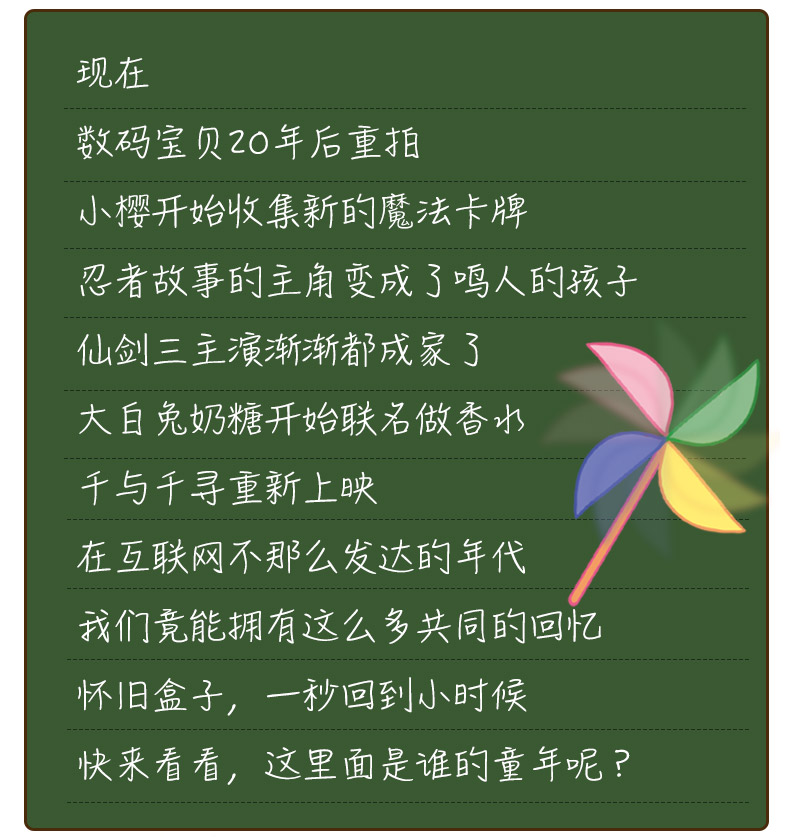 现在
数码宝贝20年后重拍
小樱开始收集新的魔法卡牌
忍者故事的主角变成了鸣人的孩子
仙剑三主演渐渐都成家了
大白兔奶糖开始联名做香水
千与千寻重新上映
在互联网不那么发达的年代
我们竟能拥有这么多共同的回忆
怀旧盒子，一秒回到小时候
快来看看，这里面是谁的童年呢？